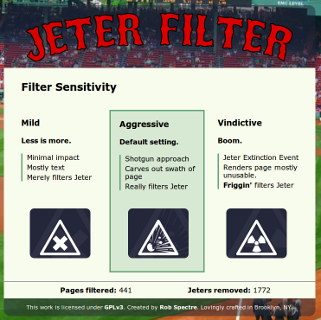 JETER FILTER
Filter Sensitivity
Mild
Less is more.
Minimal impact
Mostly text
Merely filters Jeter
Aggressive
Default setting.
Shotgun approach
Carves out swath of
page
Really filters Jeter
Vindictive
Boom.
Jeter Extinction Event
Renders page mostly
unusable.
Friggin' filters Jeter
Pages filtered: 441
Jeters removed: 1772
This work is licensed under GPLv3. Created by Rob Spectre. Lovingly crafted in Brooklyn, NY.